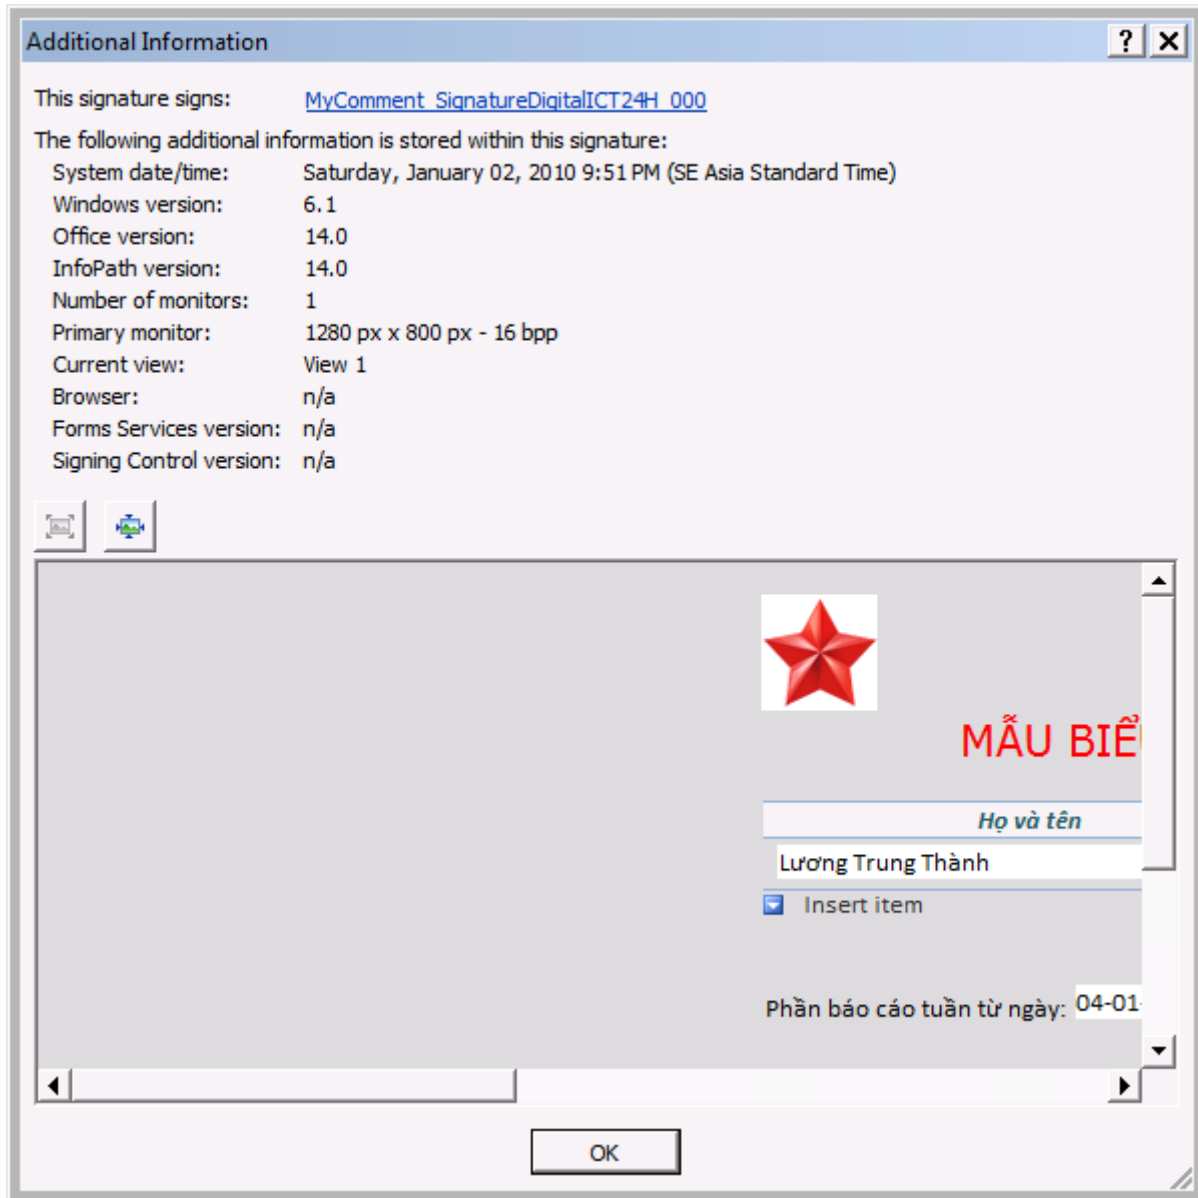 Additional Information
This signature signs: MyComment_SignatureDigitalICT24H_000
The following additional information is stored within this signature:
System date/time: Saturday, January 02, 2010 9:51 PM (SE Asia Standard Time)
Windows version: 6.1
Office version: 14.0
InfoPath version: 14.0
Number of monitors: 1
Primary monitor: 1280 px x 800 px - 16 bpp
Current view: View 1
Browser: n/a
Forms Services version: n/a
Signing Control version: n/a
MẪU BIỂU
Họ và tên
Lương Trung Thành
Insert item
Phần báo cáo tuần từ ngày: 04-01-
OK